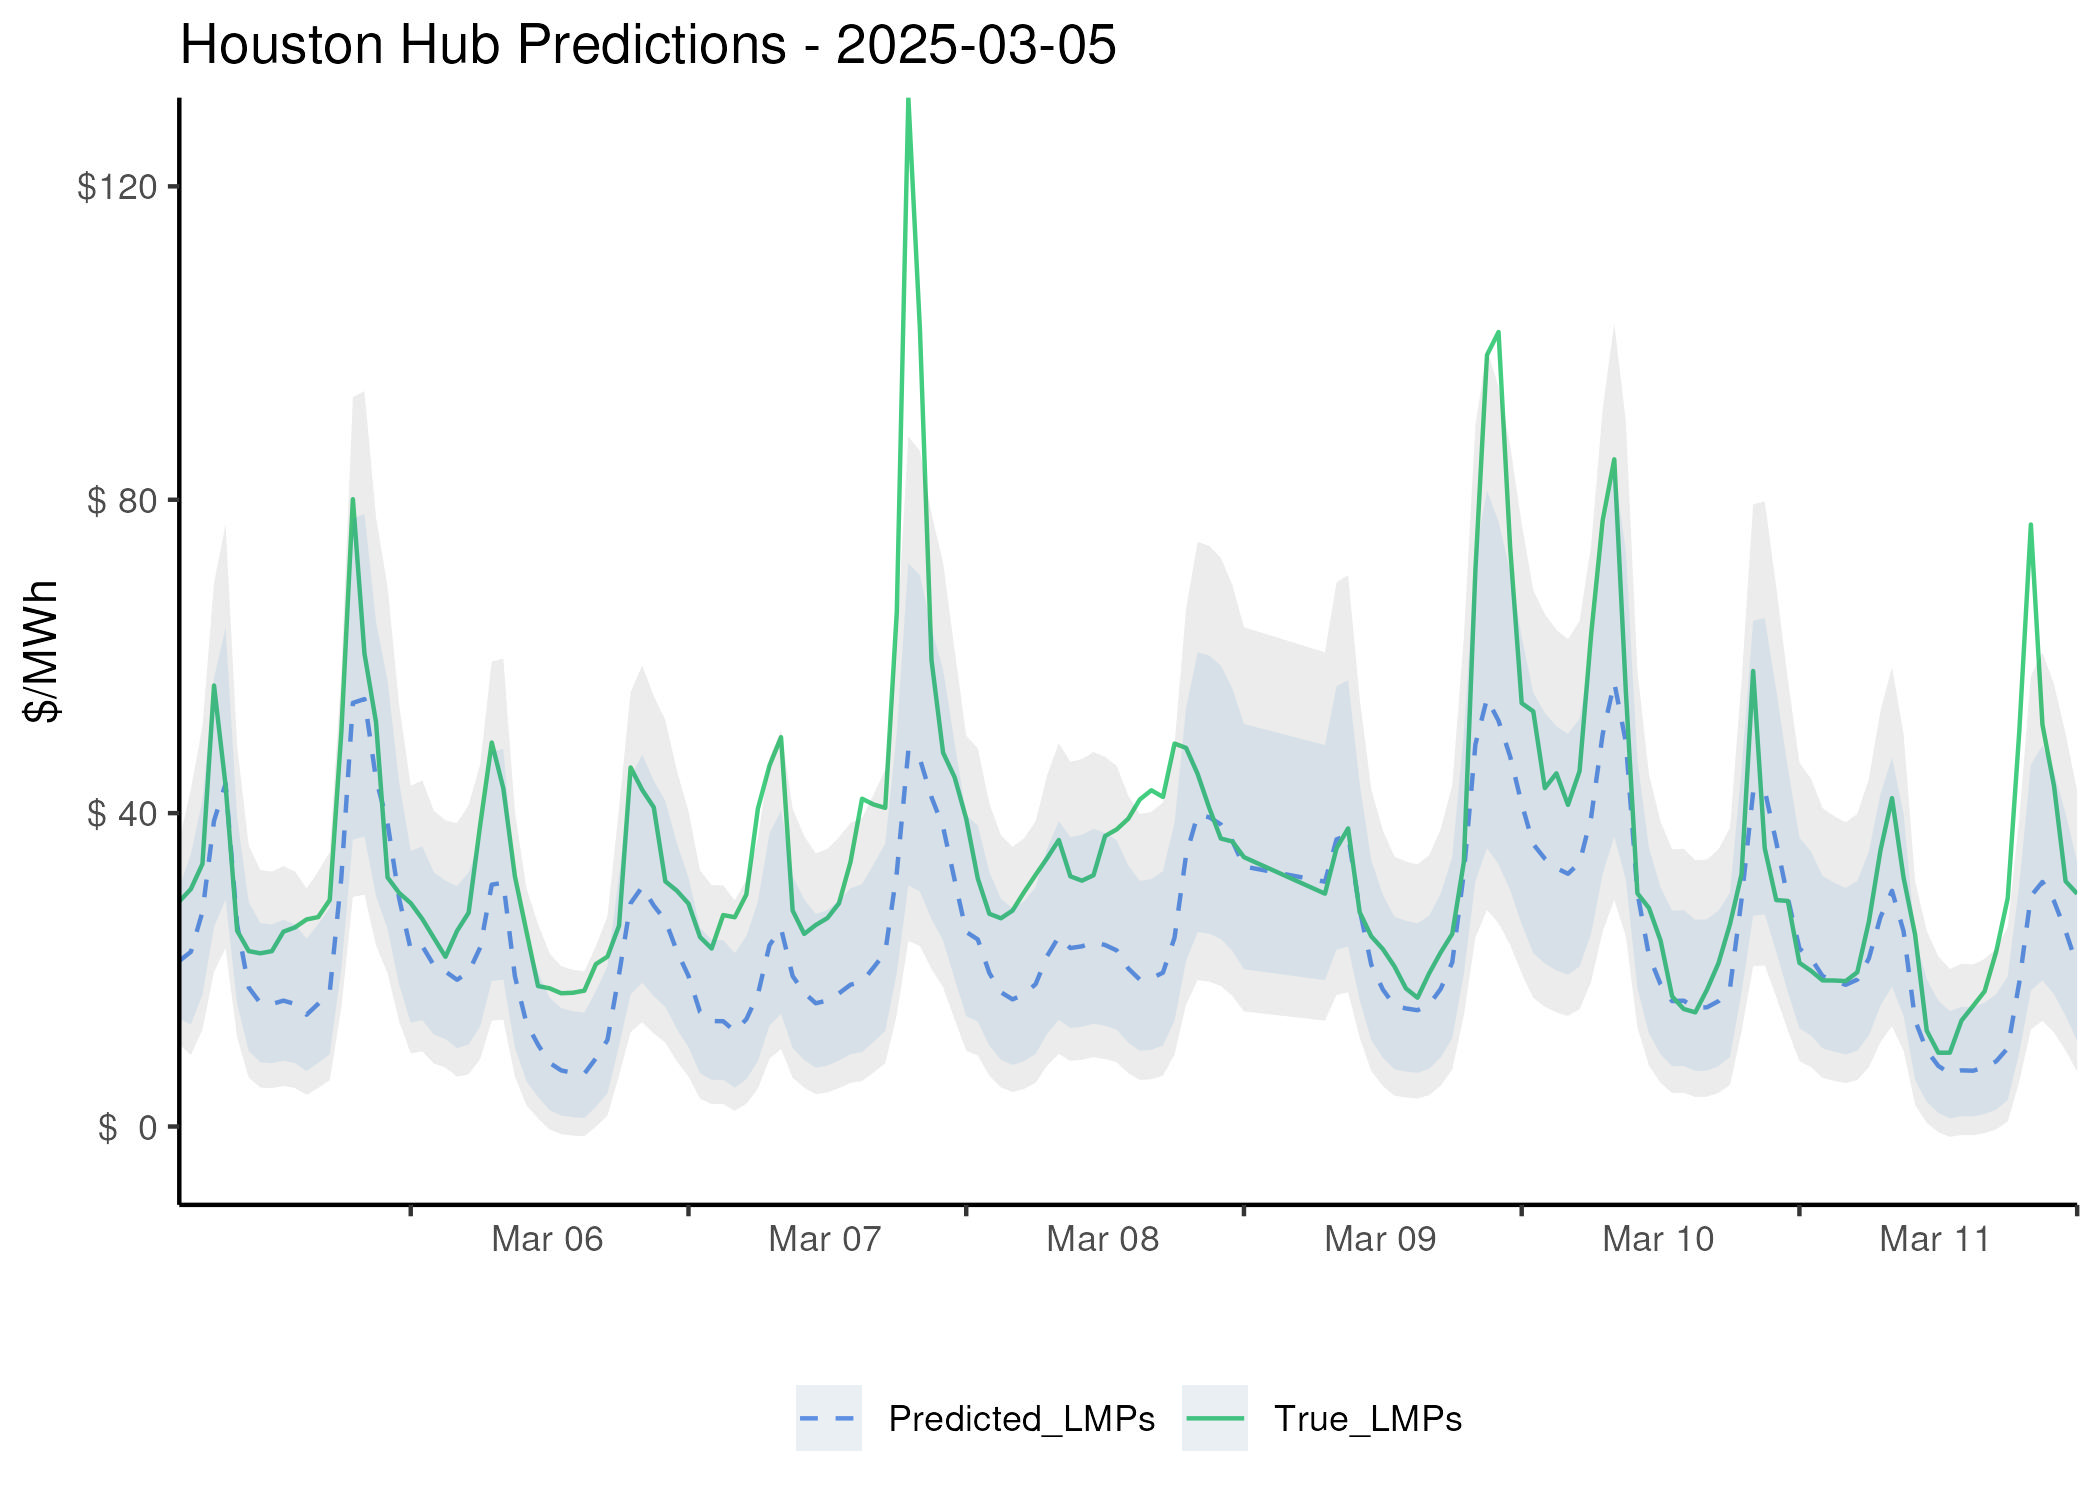 Houston Hub Predictions - 2025-03-05
$/MWh
$120
$ 80
$ 40
$ 0
Mar 06 Mar 07 Mar 08 Mar 09 Mar 10 Mar 11
Predicted_LMPs True_LMPs